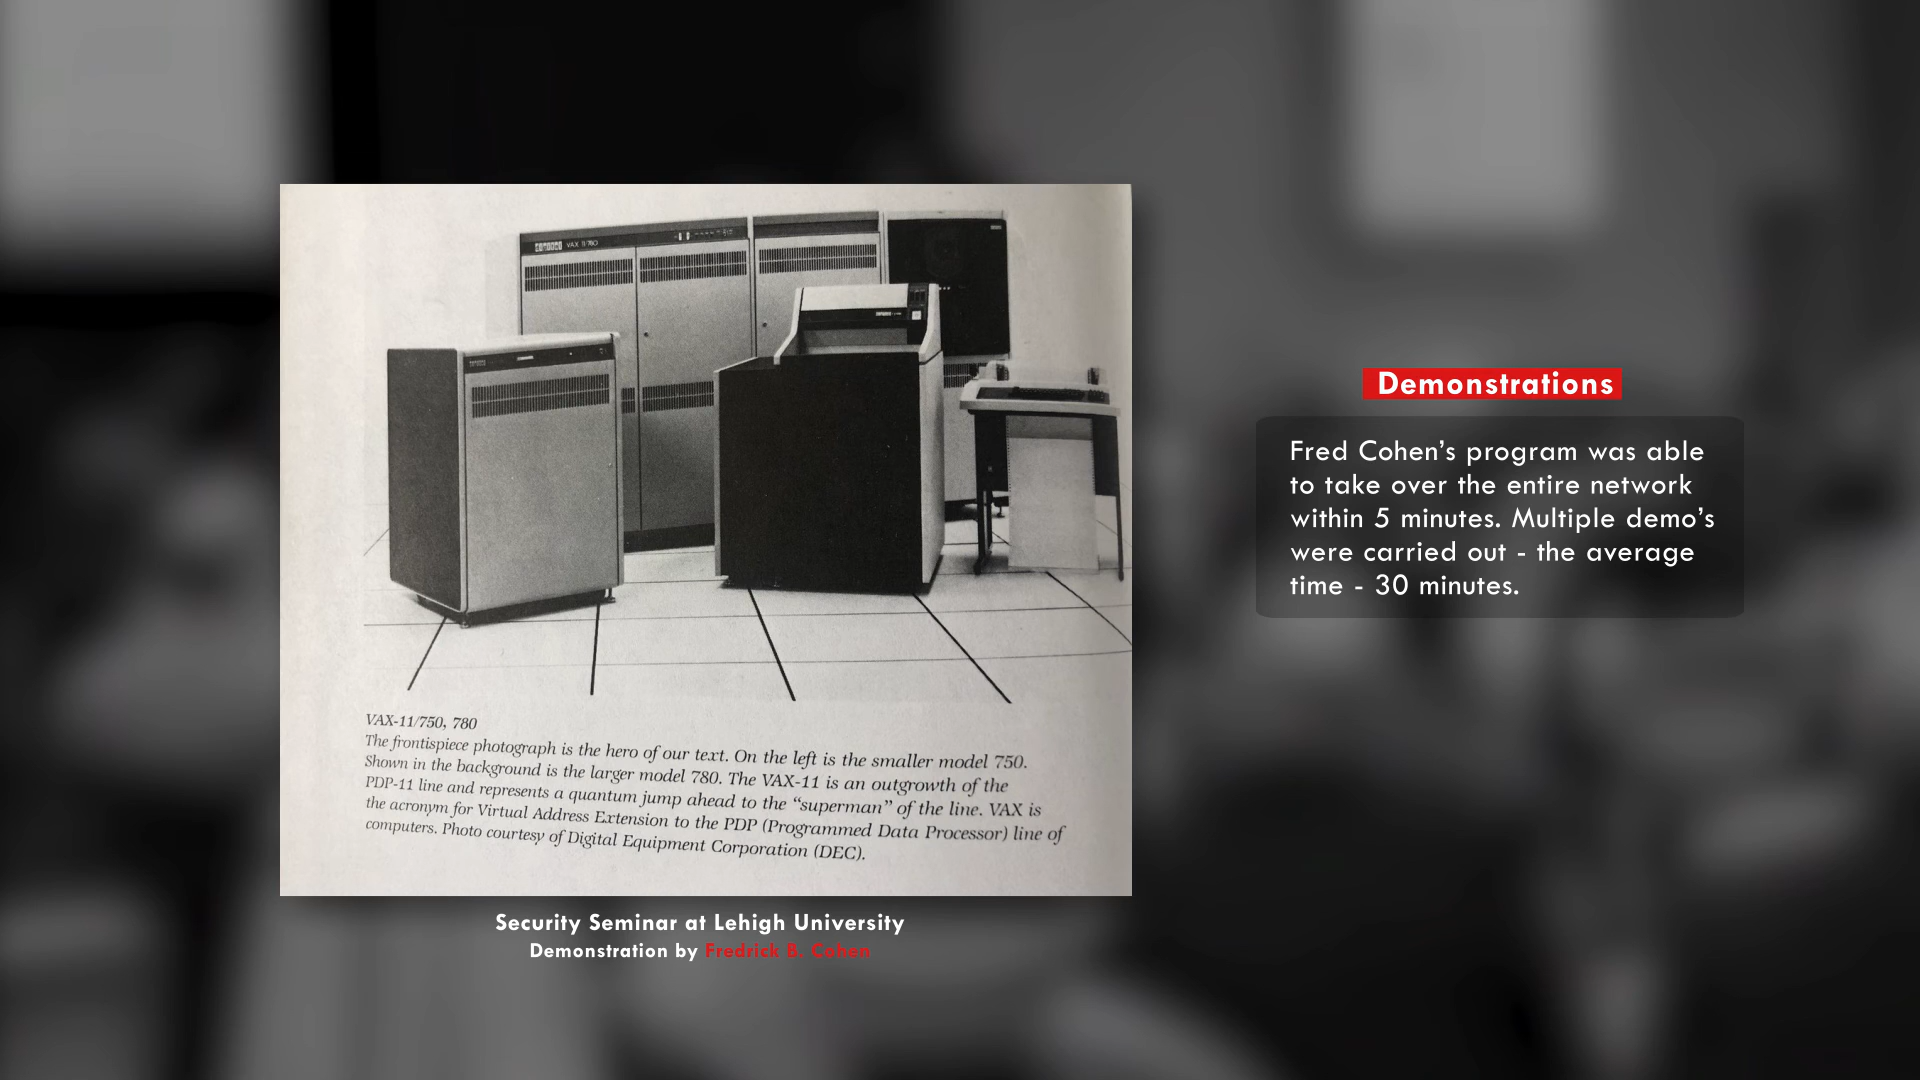 VAX 11/780
VAX-11/750, 780
The frontispiece photograph is the hero of our text. On the left is the smaller model 750.
Shown in the background is the larger model 780. The VAX-11 is an outgrowth of the
PDP-11 line and represents a quantum jump ahead to the “superman” of the line. VAX is
the acronym for Virtual Address Extension to the PDP (Programmed Data Processor) line of
computers. Photo courtesy of Digital Equipment Corporation (DEC).
Security Seminar at Lehigh University
Demonstration by Fredrick B. Cohen
Demonstrations
Fred Cohen’s program was able
to take over the entire network
within 5 minutes. Multiple demo’s
were carried out - the average
time - 30 minutes.